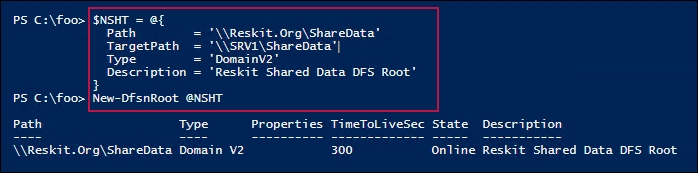 PS C:\foo> $NSHT = @{
Path = '\\Reskit.Org\ShareData'
TargetPath = '\\SRV1\ShareData'
Type = 'DomainV2'
Description = 'Reskit Shared Data DFS Root'
}
PS C:\foo> New-DfsnRoot @NSHT
Path Type Properties TimeToLiveSec State Description
---- ---- ---------- ------------- ----- -----------
\\Reskit.Org\ShareData Domain V2 300 Online Reskit Shared Data DFS Root